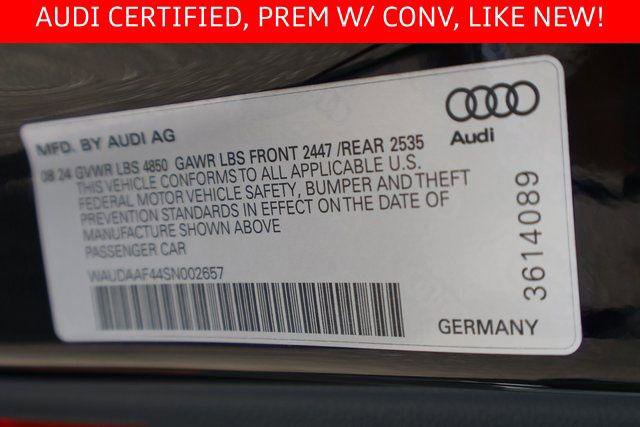 AUDI CERTIFIED, PREM W/ CONV, LIKE NEW!
MFD. BY AUDI AG
Audi
08 24 GVWR LBS 4850 GAWR LBS FRONT 2447 /REAR 2535
THIS VEHICLE CONFORMS TO ALL APPLICABLE U.S.
FEDERAL MOTOR VEHICLE SAFETY, BUMPER AND THEFT
PREVENTION STANDARDS IN EFFECT ON THE DATE OF
MANUFACTURE SHOWN ABOVE
PASSENGER CAR
WAUDAAF44SN002657
3614089
GERMANY